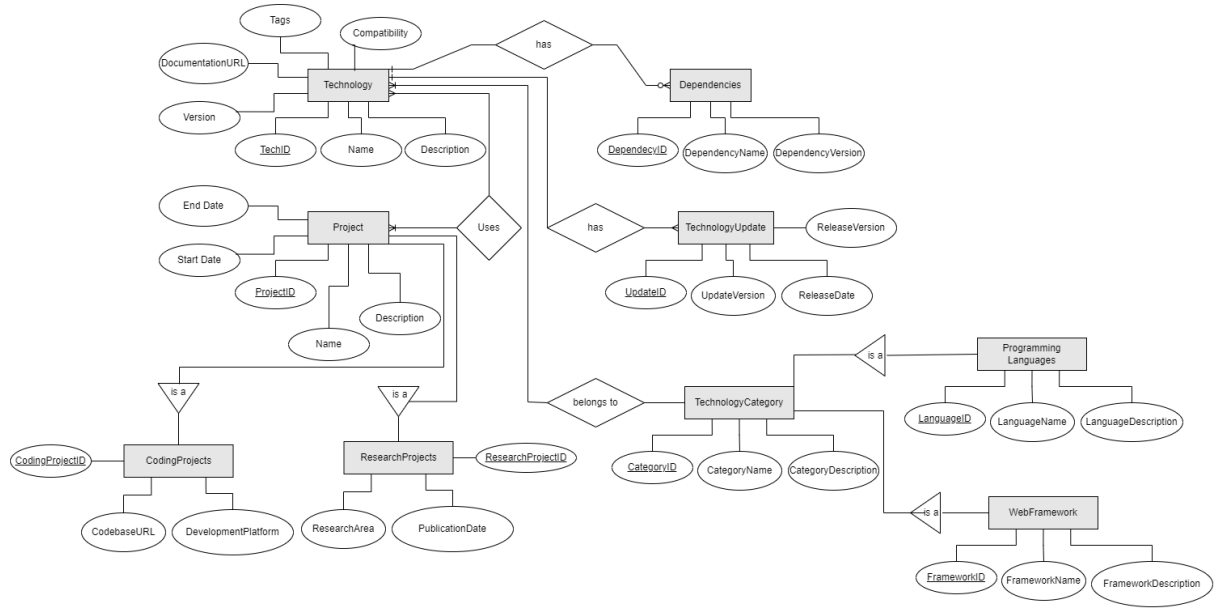 Tags
Compatibility
has
DocumentationURL
Technology
Dependencies
Version
TechID
Name
Description
DependecyID
DependencyName
DependencyVersion
End Date
Project
Uses
has
TechnologyUpdate
ReleaseVersion
Start Date
ProjectID
Description
Name
UpdateID
UpdateVersion
ReleaseDate
is a
Programming
Languages
is a
is a
belongs to
TechnologyCategory
LanguageID
LanguageName
LanguageDescription
CodingProjectID
CodingProjects
ResearchProjects
ResearchProjectID
CategoryID
CategoryName
CategoryDescription
CodebaseURL
DevelopmentPlatform
ResearchArea
PublicationDate
is a
WebFramework
FrameworkID
FrameworkName
FrameworkDescription